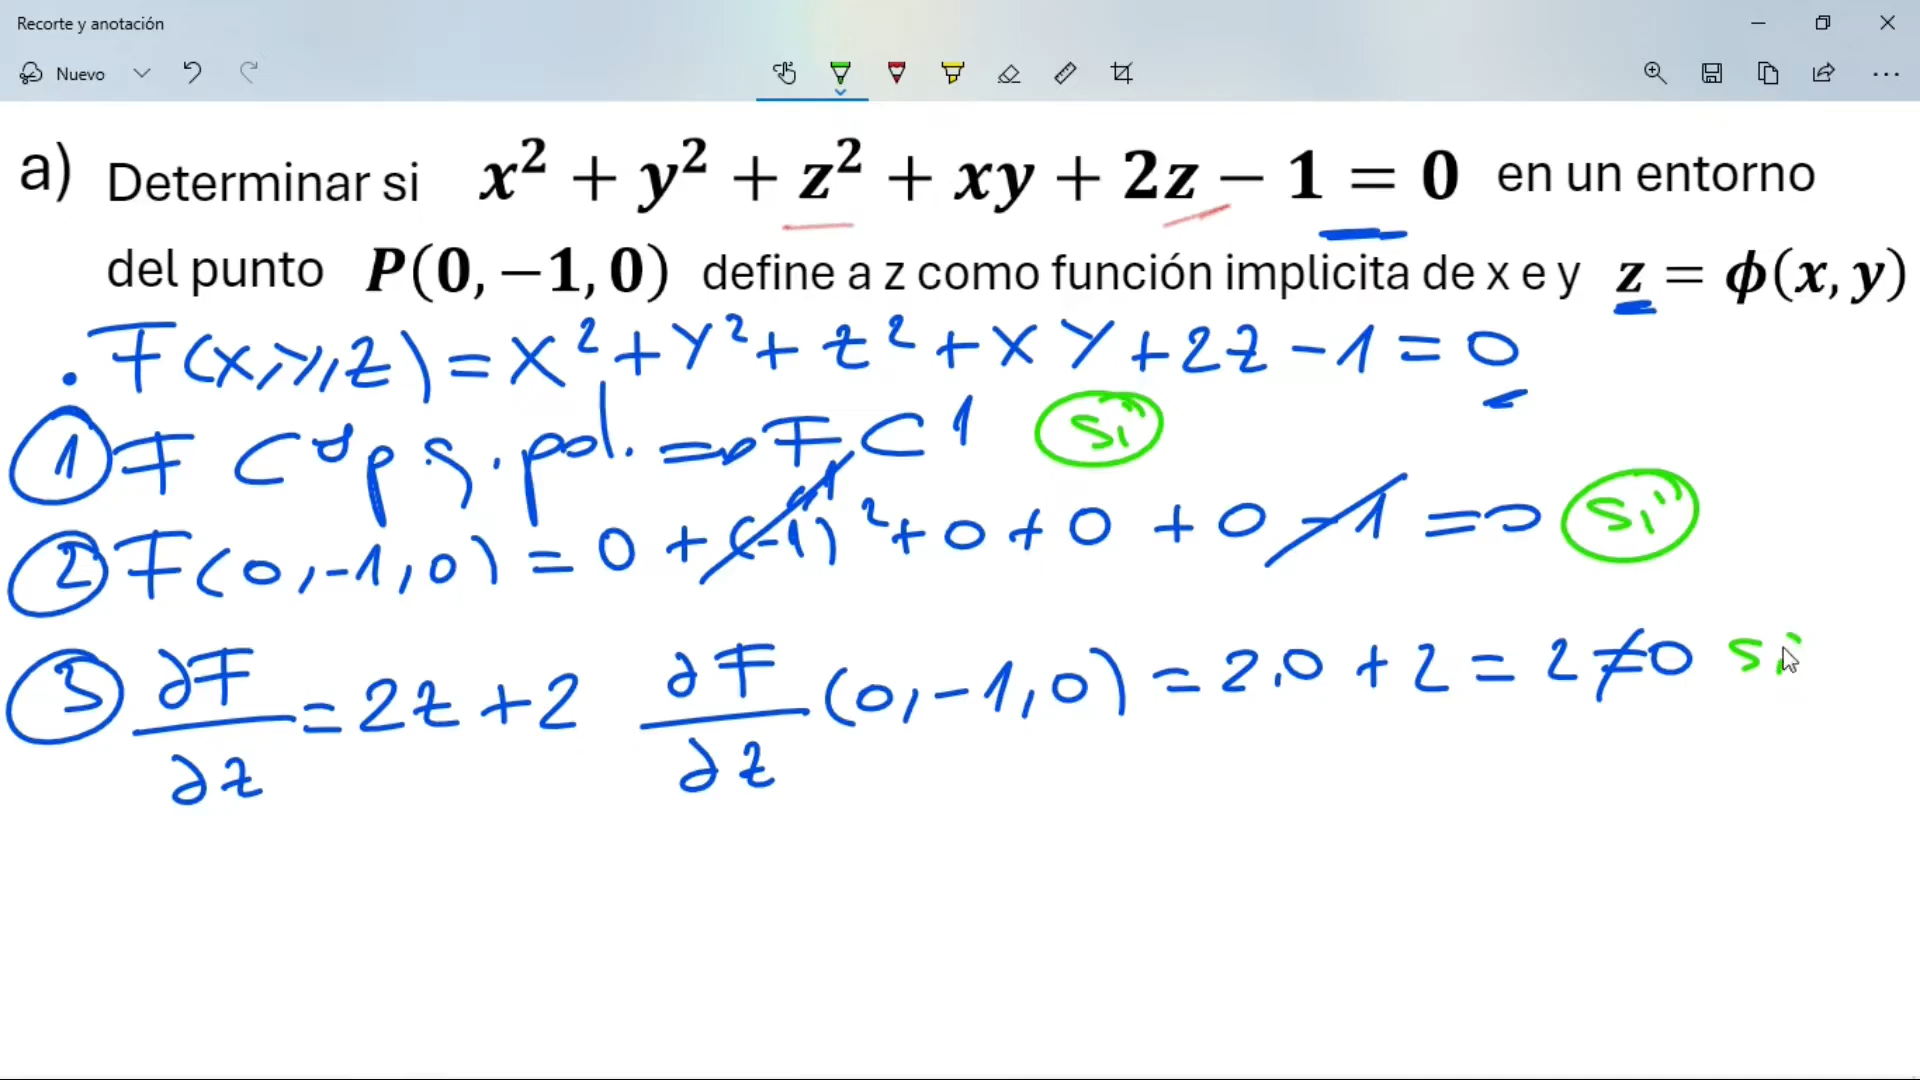 Recorte y anotación
Nuevo
a) Determinar si x² + y² + z² + xy + 2z − 1 = 0 en un entorno
del punto P(0, −1, 0) define a z como función implicita de x e y z = ϕ(x, y)
. F(x,y,z) = x² + y² + z² + xy + 2z − 1 = 0
① F C p.s. pol. ⇒ F C¹ Si
② F(0,−1,0) = 0 + (−1)² + 0 + 0 + 0 − 1 = 0 Si
③ ∂F/∂z = 2z + 2 ∂F/∂z (0,−1,0) = 2.0 + 2 = 2 ≠ 0 Si